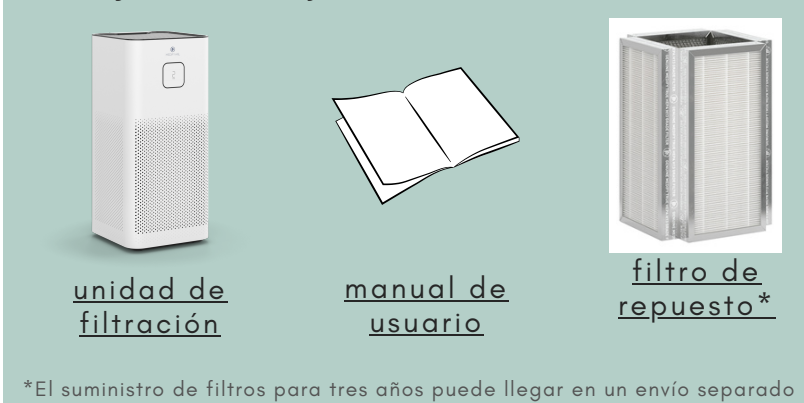 unidad de
filtración
manual de
usuario
filtro de
repuesto*
*El suministro de filtros para tres años puede llegar en un envío separado